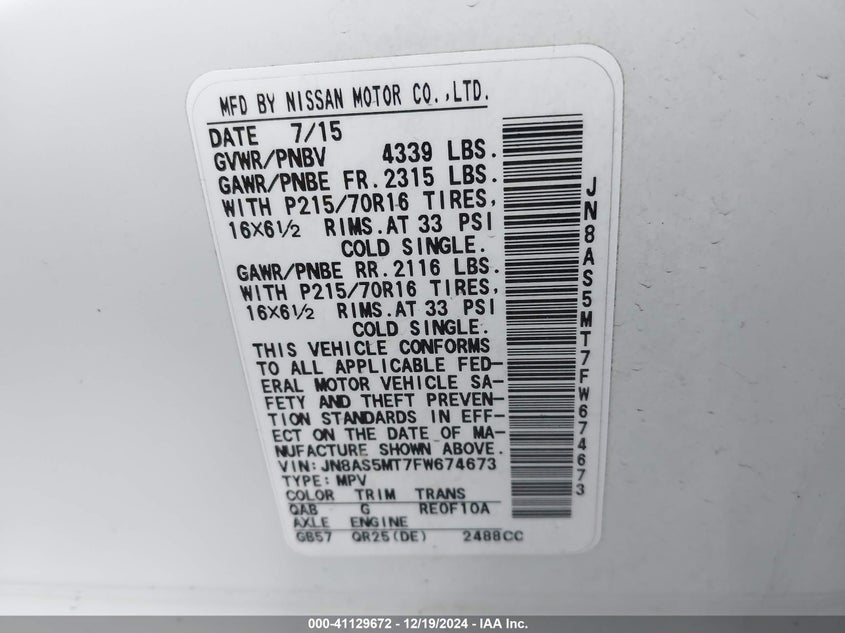 MFD BY NISSAN MOTOR CO.,LTD.
DATE 7/15
GVWR/PNBV 4339 LBS.
GAWR/PNBE FR.2315 LBS.
WITH P215/70R16 TIRES,
16X6½ RIMS.AT 33 PSI
COLD SINGLE.
GAWR/PNBE RR.2116 LBS.
WITH P215/70R16 TIRES,
16X6½ RIMS.AT 33 PSI
COLD SINGLE.
THIS VEHICLE CONFORMS
TO ALL APPLICABLE FED-
ERAL MOTOR VEHICLE SA-
FETY AND THEFT PREVEN-
TION STANDARDS IN EFF-
ECT ON THE DATE OF MA-
NUFACTURE SHOWN ABOVE.
VIN:JN8AS5MT7FW674673
TYPE:MPV
COLOR TRIM TRANS
QAB G RE0F10A
AXLE ENGINE
GB57 QR25(DE) 2488CC
JN8AS5MT7FW674673
000-41129672 - 12/19/2024 - IAA Inc.